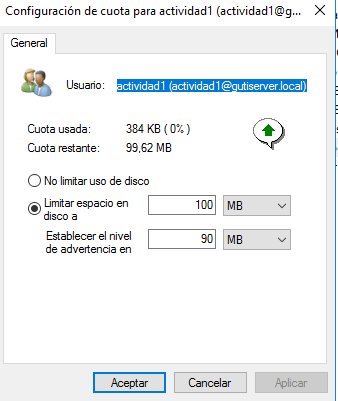 Configuración de cuota para actividad1 (actividad1@g...
General
Usuario: actividad1 (actividad1@gutiserver.local)
Cuota usada: 384 KB ( 0%)
Cuota restante: 99,62 MB
No limitar uso de disco
Limitar espacio en disco a 100 MB
Establecer el nivel de advertencia en 90 MB
Aceptar Cancelar Aplicar